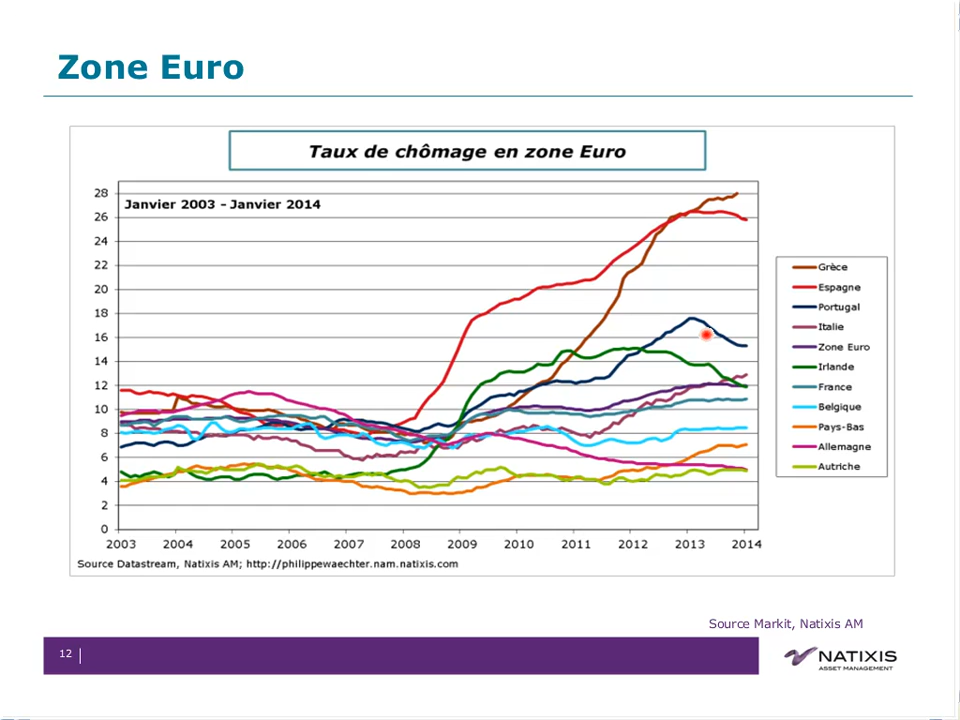 Zone Euro
Taux de chômage en zone Euro
Janvier 2003 - Janvier 2014
28
26
24
22
20
18
16
14
12
10
8
6
4
2
0
2003 2004 2005 2006 2007 2008 2009 2010 2011 2012 2013 2014
Grèce
Espagne
Portugal
Italie
Zone Euro
Irlande
France
Belgique
Pays-Bas
Allemagne
Autriche
Source Datastream, Natixis AM; http://philippewaechter.nam.natixis.com
Source Markit, Natixis AM
12
NATIXIS
ASSET MANAGEMENT